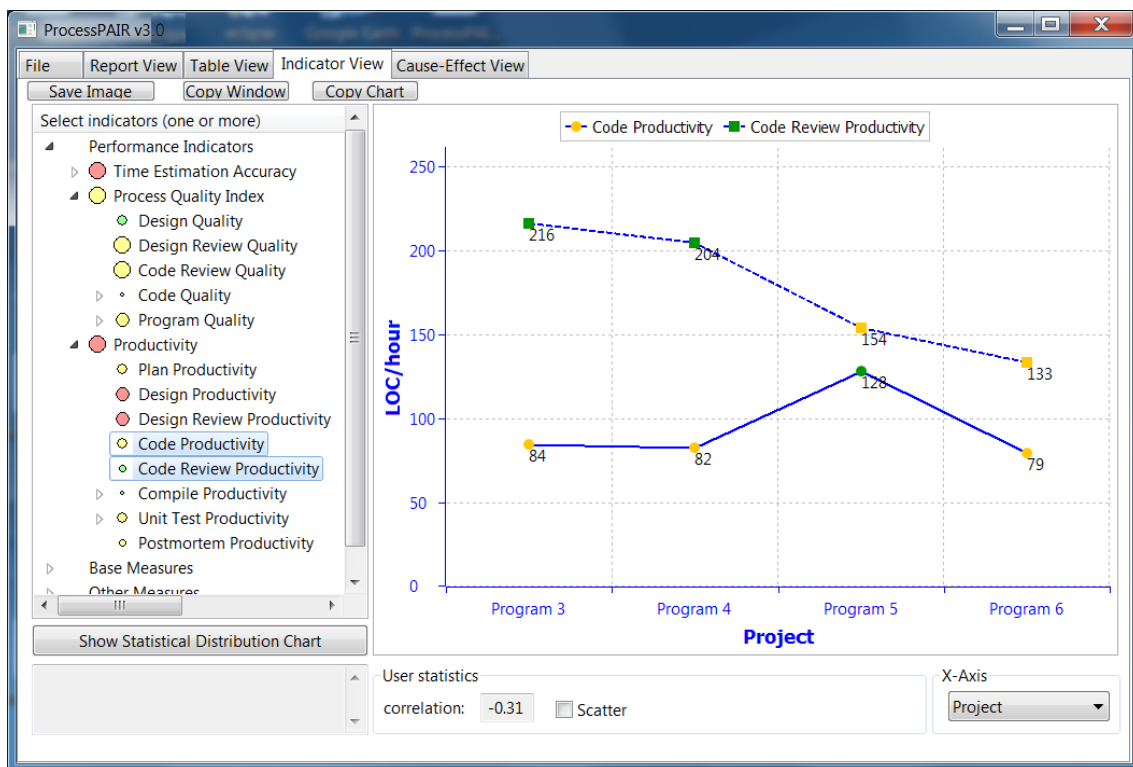 ProcessPAIR v3.0
File Report View Table View Indicator View Cause-Effect View
Save Image Copy Window Copy Chart
Select indicators (one or more)
Performance Indicators
Time Estimation Accuracy
Process Quality Index
Design Quality
Design Review Quality
Code Review Quality
Code Quality
Program Quality
Productivity
Plan Productivity
Design Productivity
Design Review Productivity
Code Productivity
Code Review Productivity
Compile Productivity
Unit Test Productivity
Postmortem Productivity
Base Measures
Other Measures
Show Statistical Distribution Chart
Code Productivity Code Review Productivity
LOC/hour
250
200
150
100
50
0
216
204
154
133
84
82
128
79
Program 3 Program 4 Program 5 Program 6
Project
User statistics
correlation: -0.31 Scatter
X-Axis
Project